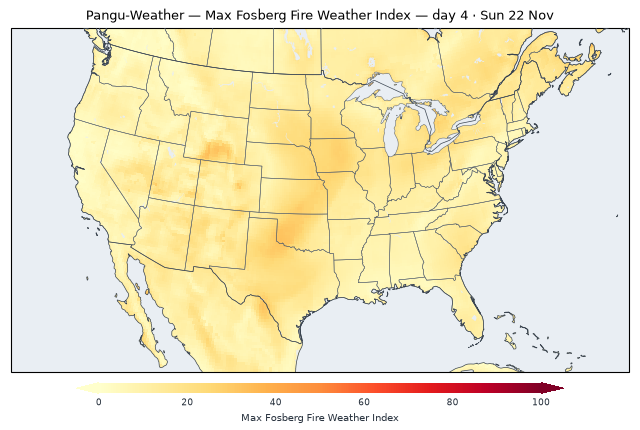 Pangu-Weather — Max Fosberg Fire Weather Index — day 4 · Sun 22 Nov
0 20 40 60 80 100
Max Fosberg Fire Weather Index